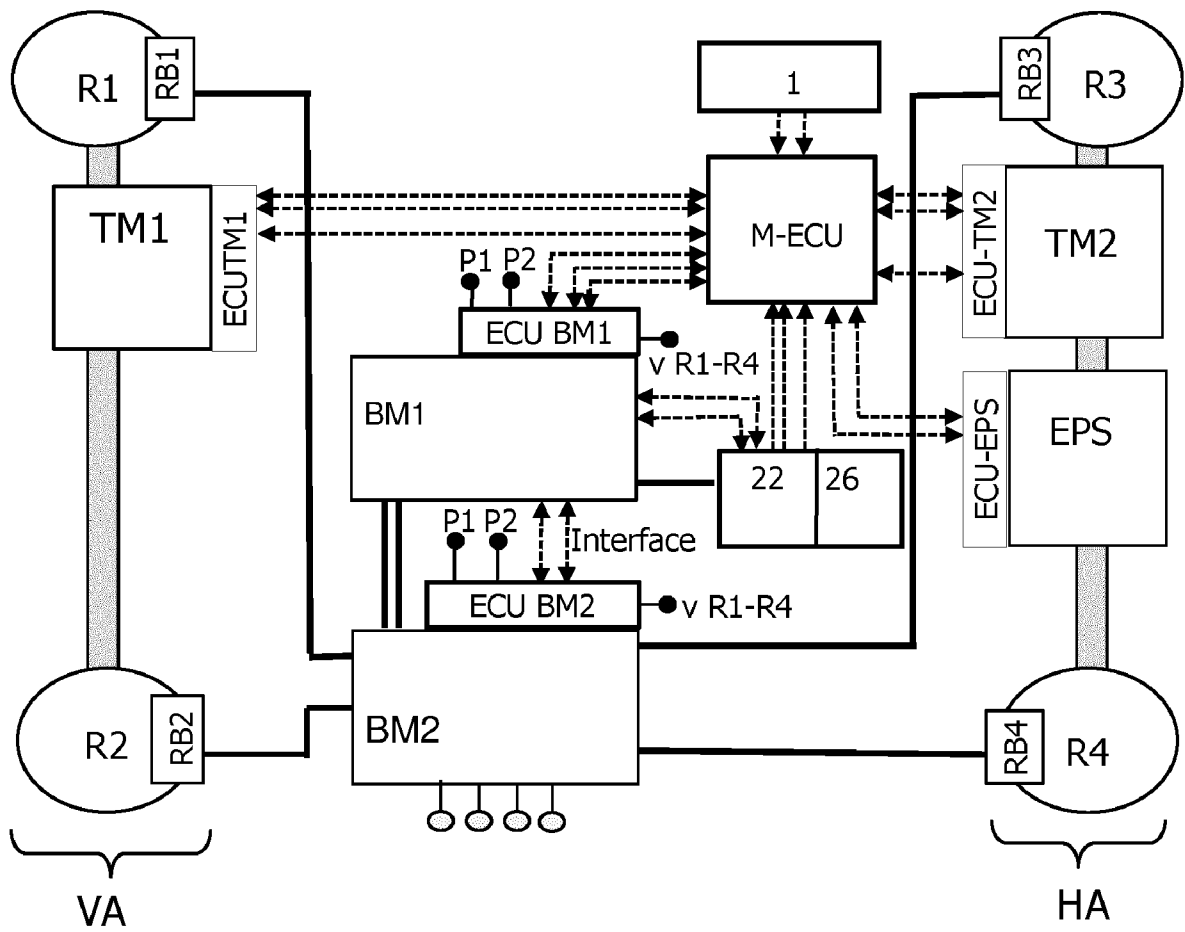 R1
RB1
1
RB3
R3
TM1
ECUTM1
M-ECU
ECU-TM2
TM2
P1 P2
ECU BM1
v R1-R4
BM1
22
26
ECU-EPS
EPS
P1 P2
Interface
ECU BM2
v R1-R4
R2
RB2
BM2
RB4
R4
VA
HA